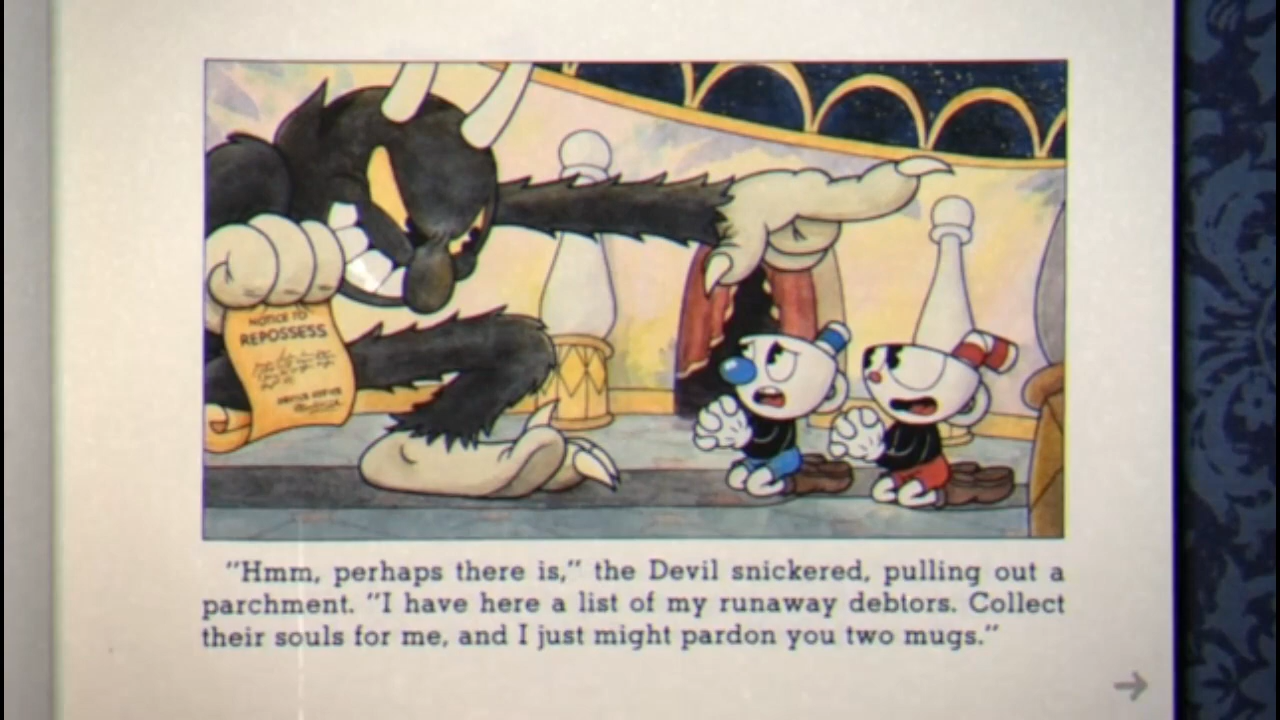 NOTICE TO
REPOSSESS
“Hmm, perhaps there is,” the Devil snickered, pulling out a
parchment. “I have here a list of my runaway debtors. Collect
their souls for me, and I just might pardon you two mugs.”